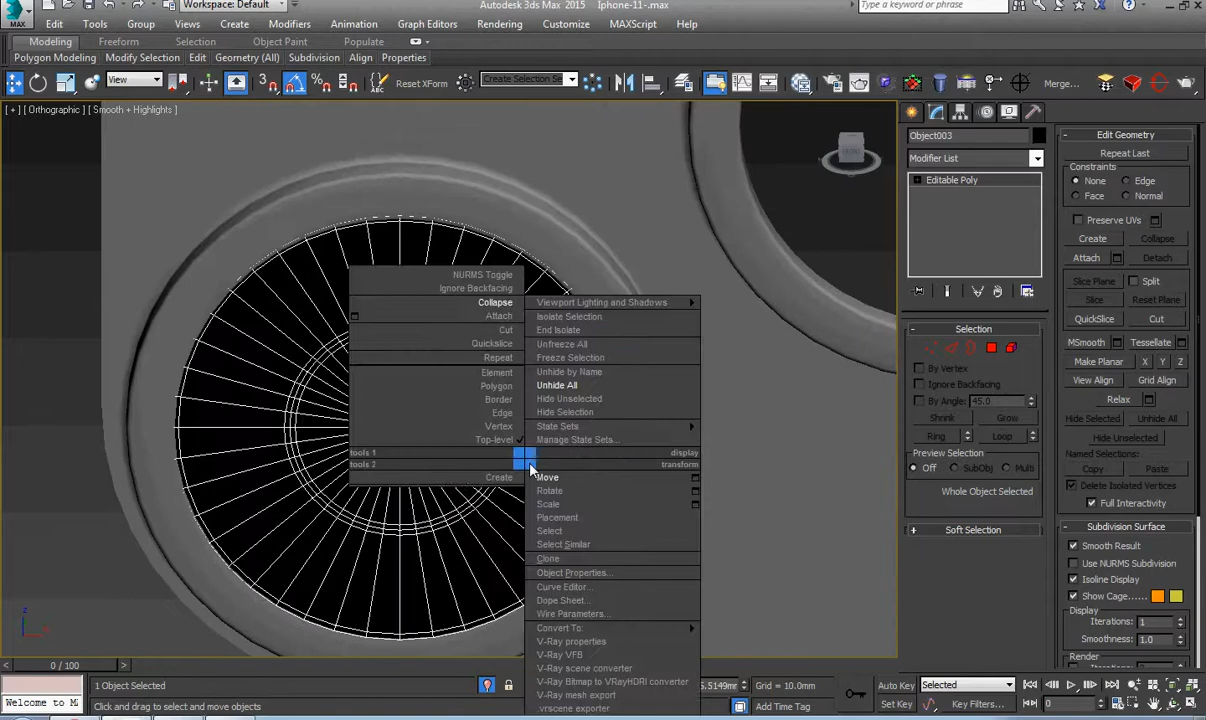 Workspace: Default
Autodesk 3ds Max 2015 Iphone-11-.max
Type a keyword or phrase
MAX
Edit Tools Group Views Create Modifiers Animation Graph Editors Rendering Customize MAXScript Help
Modeling Freeform Selection Object Paint Populate
Polygon Modeling Modify Selection Edit Geometry (All) Subdivision Align Properties
View
3
Create Selection Se
Reset XForm
Merge...
[ + ] [ Orthographic ] [ Smooth + Highlights ]
NURMS Toggle
Ignore Backfacing
Collapse
Attach
Cut
Quickslice
Repeat
Element
Polygon
Border
Edge
Vertex
Top-level
tools 1
tools 2
Create
Viewport Lighting and Shadows
Isolate Selection
End Isolate
Unfreeze All
Freeze Selection
Unhide by Name
Unhide All
Hide Unselected
Hide Selection
State Sets
Manage State Sets...
display
transform
Move
Rotate
Scale
Placement
Select
Select Similar
Clone
Object Properties...
Curve Editor...
Dope Sheet...
Wire Parameters...
Convert To:
V-Ray properties
V-Ray VFB
V-Ray scene converter
V-Ray Bitmap to VRayHDRI converter
V-Ray mesh export
.vrscene exporter
Object003
Modifier List
Editable Poly
Selection
By Vertex
Ignore Backfacing
By Angle: 45.0
Shrink Grow
Ring Loop
Preview Selection
Off SubObj Multi
Whole Object Selected
Soft Selection
Edit Geometry
Repeat Last
Constraints
None Edge
Face Normal
Preserve UVs
Create Collapse
Attach Detach
Slice Plane Split
Slice Reset Plane
QuickSlice Cut
MSmooth Tessellate
Make Planar X Y Z
View Align Grid Align
Relax
Hide Selected Unhide All
Hide Unselected
Named Selections:
Copy Paste
Delete Isolated Vertices
Full Interactivity
Subdivision Surface
Smooth Result
Use NURMS Subdivision
Isoline Display
Show Cage......
Display
Iterations: 1
Smoothness: 1.0
Render
0 / 100
Welcome to M
1 Object Selected
Click and drag to select and move objects
5.5149m
Grid = 10.0mm
Add Time Tag
Auto Key Selected
Set Key Key Filters...
0